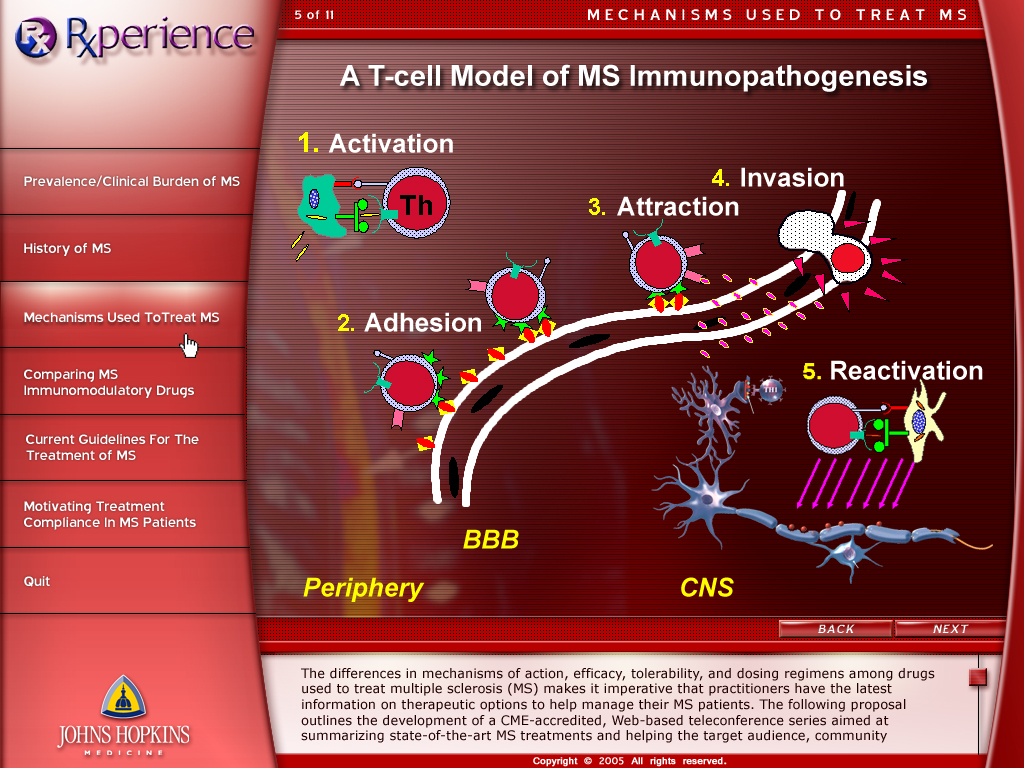 Rx Rxperience
5 of 11
MECHANISMS USED TO TREAT MS
A T-cell Model of MS Immunopathogenesis
1. Activation
Th
4. Invasion
3. Attraction
2. Adhesion
5. Reactivation
TH1
BBB
Periphery
CNS
Prevalence/Clinical Burden of MS
History of MS
Mechanisms Used ToTreat MS
Comparing MS
Immunomodulatory Drugs
Current Guidelines For The
Treatment of MS
Motivating Treatment
Compliance In MS Patients
Quit
BACK
NEXT
JOHNS HOPKINS
MEDICINE
The differences in mechanisms of action, efficacy, tolerability, and dosing regimens among drugs
used to treat multiple sclerosis (MS) makes it imperative that practitioners have the latest
information on therapeutic options to help manage their MS patients. The following proposal
outlines the development of a CME-accredited, Web-based teleconference series aimed at
summarizing state-of-the-art MS treatments and helping the target audience, community
Copyright © 2005 All rights reserved.